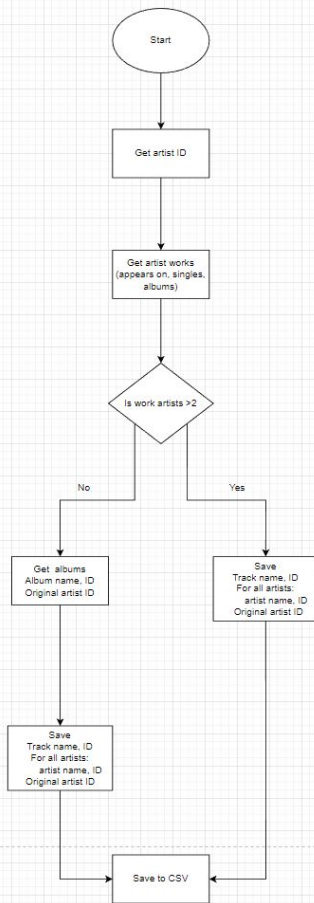 Start
Get artist ID
Get artist works
(appears on, singles,
albums)
Is work artists >2
No
Yes
Get albums
Album name, ID
Original artist ID
Save
Track name, ID
For all artists:
artist name, ID
Original artist ID
Save
Track name, ID
For all artists:
artist name, ID
Original artist ID
Save to CSV